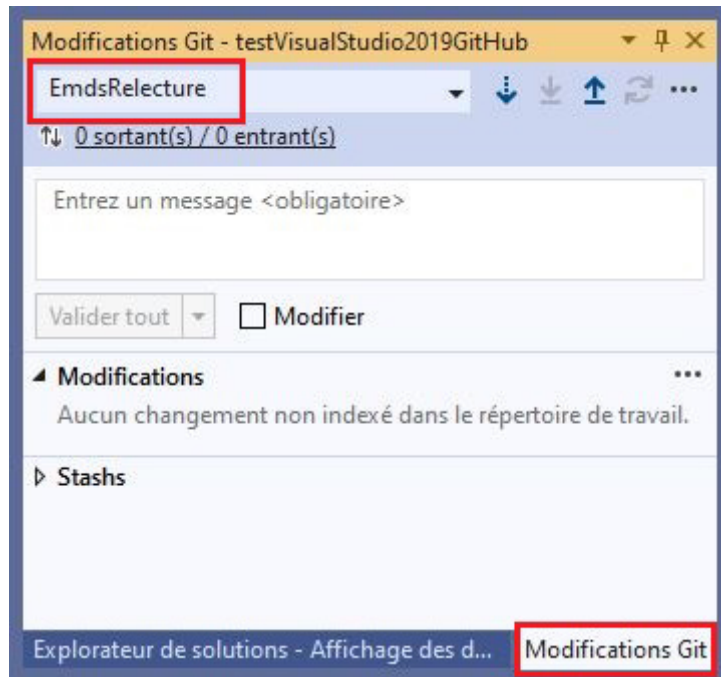 Modifications Git - testVisualStudio2019GitHub
EmdsRelecture
0 sortant(s) / 0 entrant(s)
Entrez un message <obligatoire>
Valider tout
Modifier
Modifications
Aucun changement non indexé dans le répertoire de travail.
Stashs
Explorateur de solutions - Affichage des d...
Modifications Git